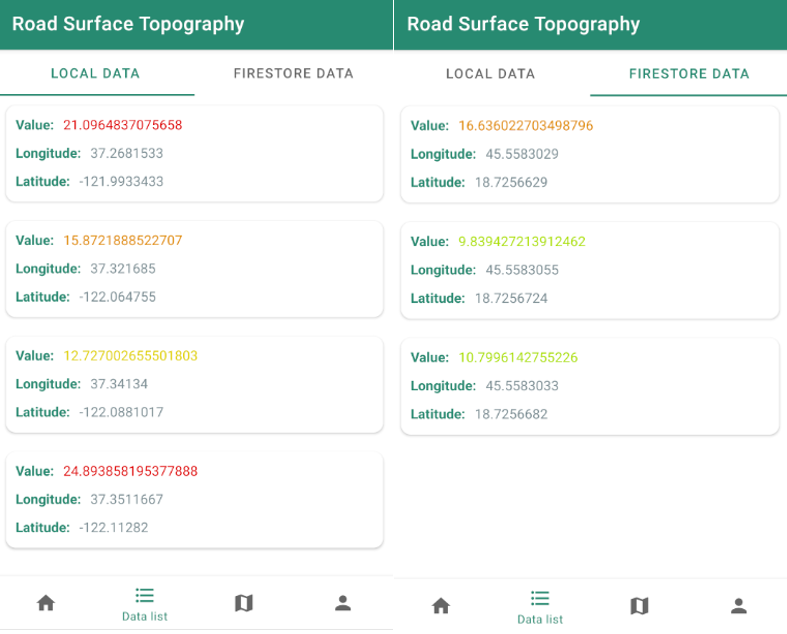 Road Surface Topography
LOCAL DATA FIRESTORE DATA
Value: 21.0964837075658
Longitude: 37.2681533
Latitude: -121.9933433
Value: 15.8721888522707
Longitude: 37.321685
Latitude: -122.064755
Value: 12.727002655501803
Longitude: 37.34134
Latitude: -122.0881017
Value: 24.893858195377888
Longitude: 37.3511667
Latitude: -122.11282
Data list
Road Surface Topography
LOCAL DATA FIRESTORE DATA
Value: 16.636022703498796
Longitude: 45.5583029
Latitude: 18.7256629
Value: 9.839427213912462
Longitude: 45.5583055
Latitude: 18.7256724
Value: 10.7996142755226
Longitude: 45.5583033
Latitude: 18.7256682
Data list